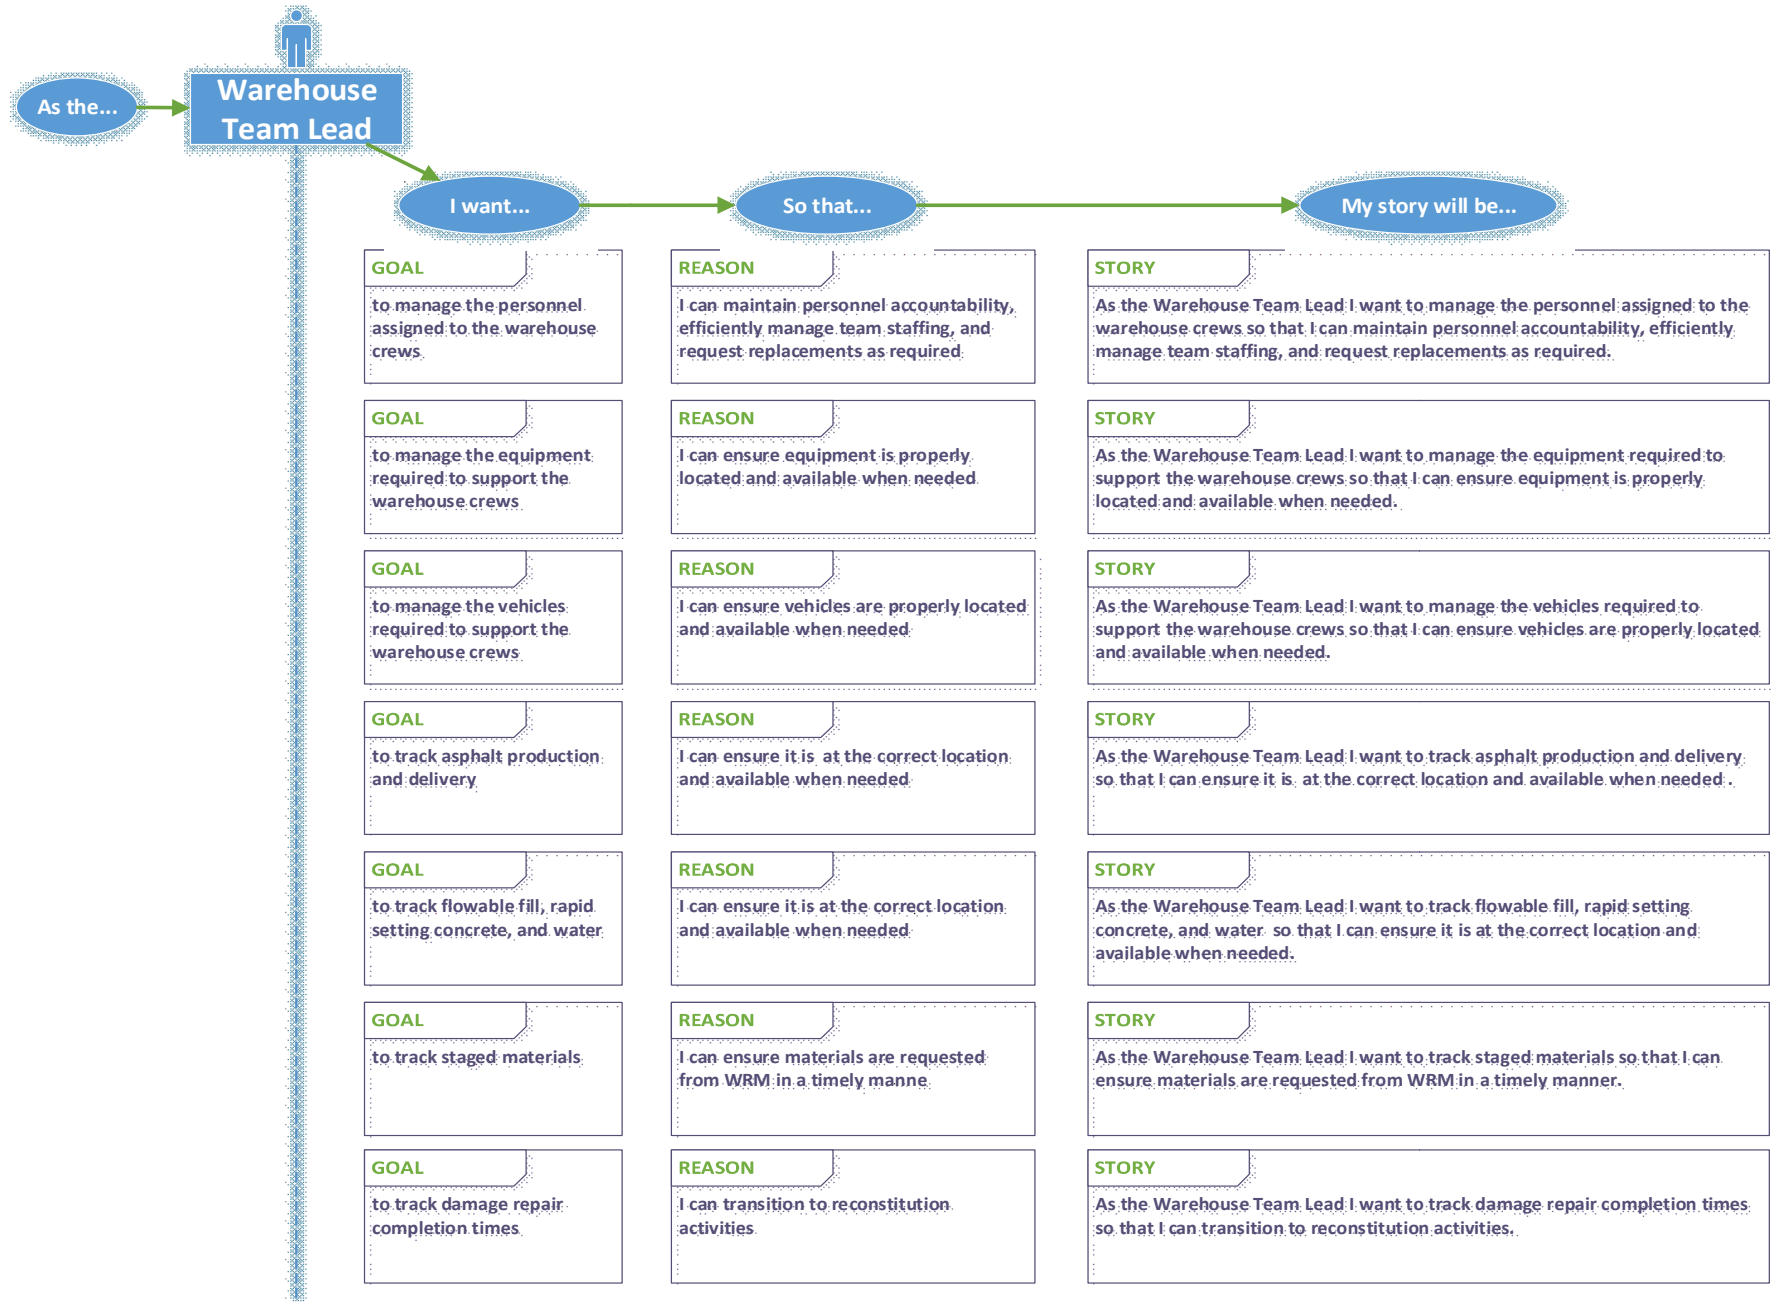 As the...
Warehouse
Team Lead
I want...
So that...
My story will be...
GOAL
to manage the personnel
assigned to the warehouse
crews
REASON
I can maintain personnel accountability,
efficiently manage team staffing, and
request replacements as required
STORY
As the Warehouse Team Lead I want to manage the personnel assigned to the
warehouse crews so that I can maintain personnel accountability, efficiently
manage team staffing, and request replacements as required.
GOAL
to manage the equipment
required to support the
warehouse crews
REASON
I can ensure equipment is properly
located and available when needed
STORY
As the Warehouse Team Lead I want to manage the equipment required to
support the warehouse crews so that I can ensure equipment is properly
located and available when needed.
GOAL
to manage the vehicles
required to support the
warehouse crews
REASON
I can ensure vehicles are properly located
and available when needed
STORY
As the Warehouse Team Lead I want to manage the vehicles required to
support the warehouse crews so that I can ensure vehicles are properly located
and available when needed.
GOAL
to track asphalt production
and delivery
REASON
I can ensure it is  at the correct location
and available when needed
STORY
As the Warehouse Team Lead I want to track asphalt production and delivery
so that I can ensure it is  at the correct location and available when needed .
GOAL
to track flowable fill, rapid
setting concrete, and water
REASON
I can ensure it is at the correct location
and available when needed
STORY
As the Warehouse Team Lead I want to track flowable fill, rapid setting
concrete, and water  so that I can ensure it is at the correct location and
available when needed.
GOAL
to track staged materials
REASON
I can ensure materials are requested
from WRM in a timely manne
STORY
As the Warehouse Team Lead I want to track staged materials so that I can
ensure materials are requested from WRM in a timely manner.
GOAL
to track damage repair
completion times
REASON
I can transition to reconstitution
activities
STORY
As the Warehouse Team Lead I want to track damage repair completion times
so that I can transition to reconstitution activities.